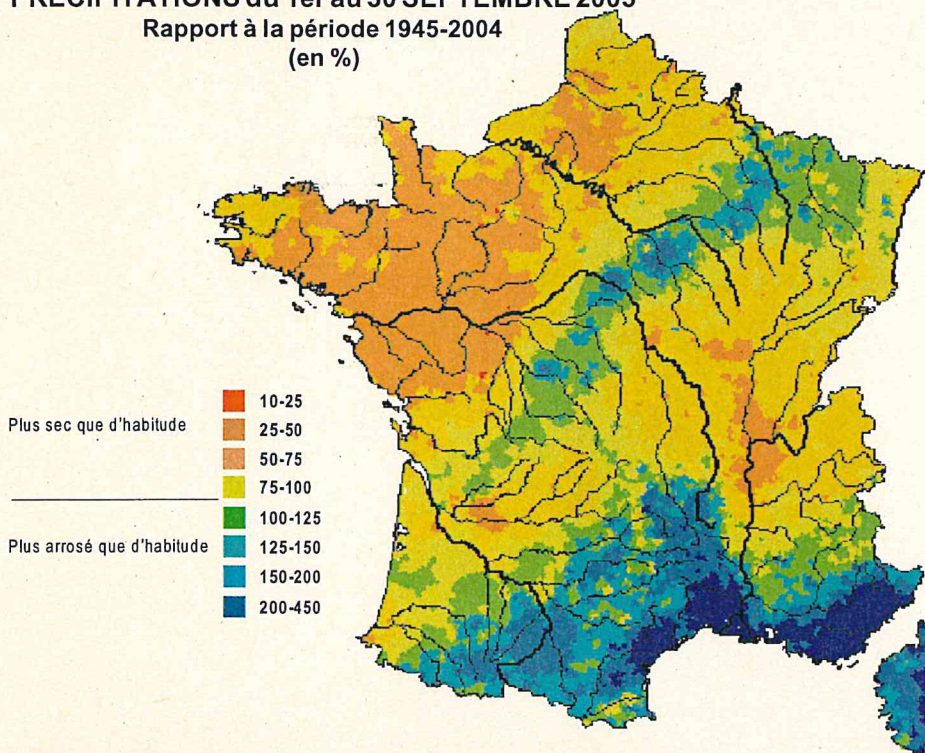 PRECIPITATIONS du 1er au 30 SEPTEMBRE 2005
Rapport à la période 1945-2004
(en %)
Plus sec que d'habitude
10-25
25-50
50-75
75-100
Plus arrosé que d'habitude
100-125
125-150
150-200
200-450